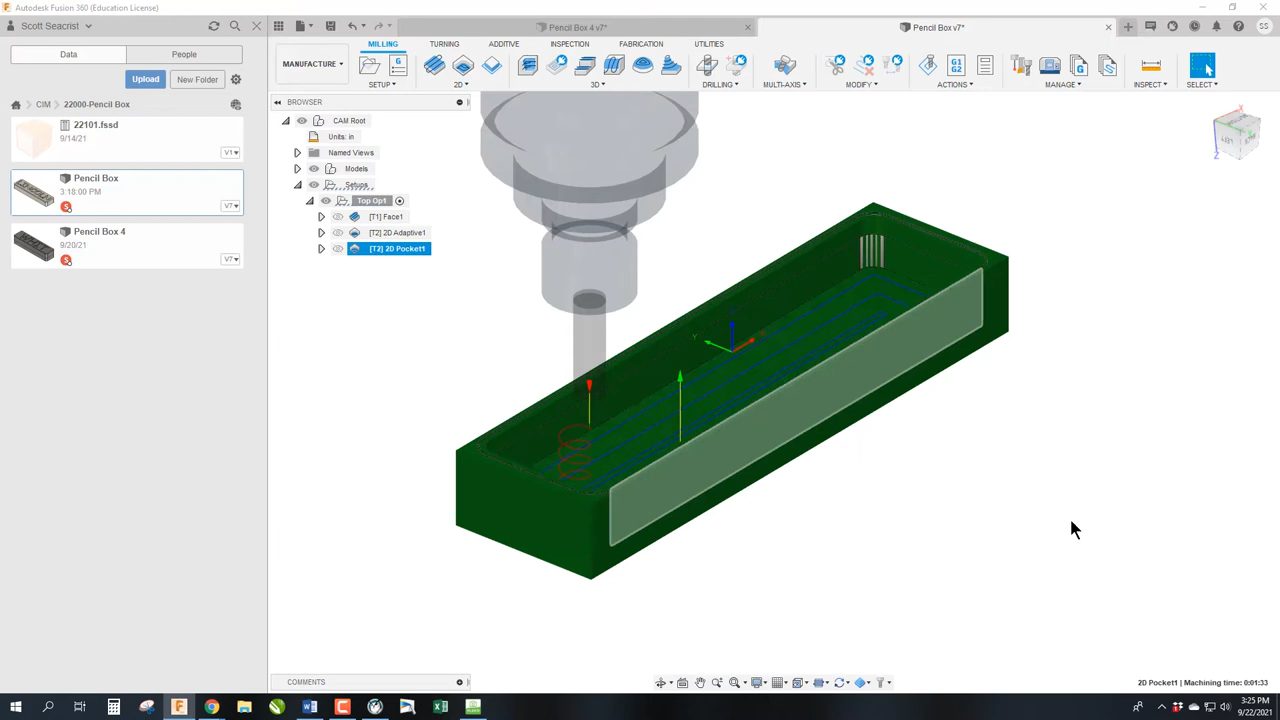 Autodesk Fusion 360 (Education License)
Scott Seacrist
Pencil Box 4 v7*
Pencil Box v7*
SS
Data
People
MILLING
TURNING
ADDITIVE
INSPECTION
FABRICATION
UTILITIES
MANUFACTURE
G
G1
G2
Upload
New Folder
SETUP
2D
3D
DRILLING
MULTI-AXIS
MODIFY
ACTIONS
MANAGE
INSPECT
SELECT
CIM
22000-Pencil Box
BROWSER
22101.fssd
9/14/21
V1
CAM Root
Units: in
Named Views
Models
Setups
Top Op1
[T1] Face1
[T2] 2D Adaptive1
[T2] 2D Pocket1
Pencil Box
3:18:00 PM
V7
Pencil Box 4
9/20/21
V7
X
Z
Y
COMMENTS
2D Pocket1 | Machining time: 0:01:33
3:25 PM
9/22/2021